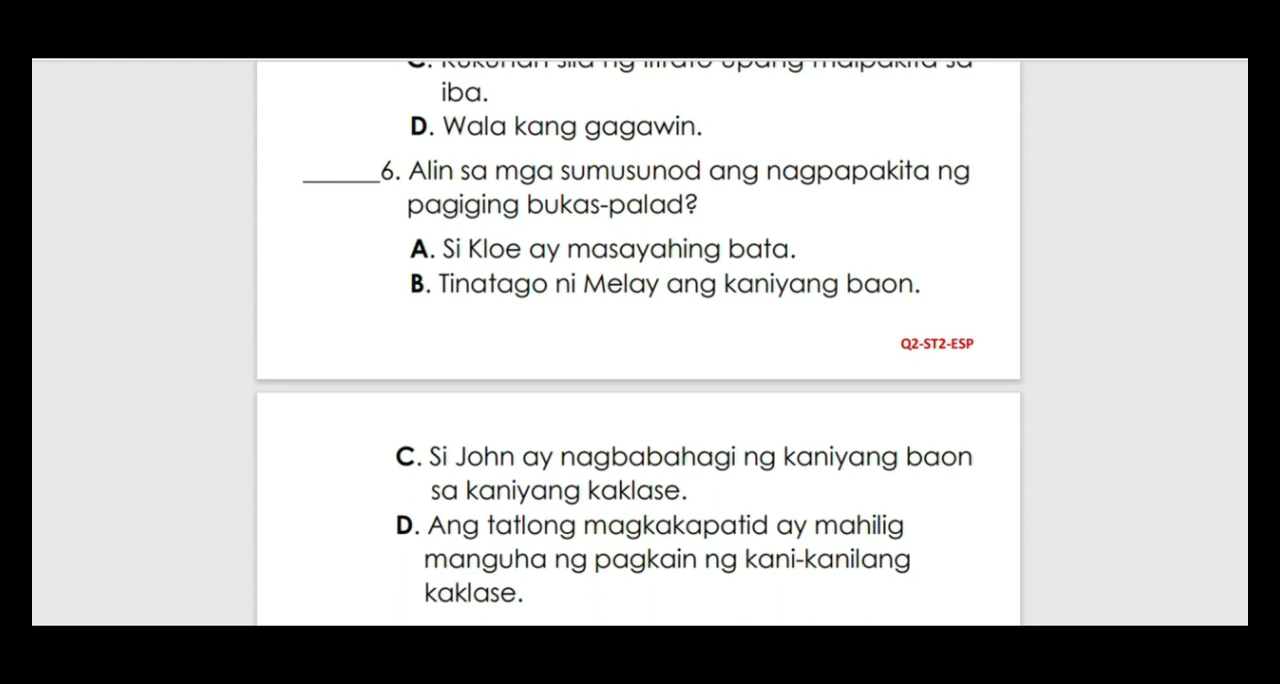 iba.
D. Wala kang gagawin.
______6. Alin sa mga sumusunod ang nagpapakita ng
pagiging bukas-palad?
A. Si Kloe ay masayahing bata.
B. Tinatago ni Melay ang kaniyang baon.
Q2-ST2-ESP
C. Si John ay nagbabahagi ng kaniyang baon
sa kaniyang kaklase.
D. Ang tatlong magkakapatid ay mahilig
manguha ng pagkain ng kani-kanilang
kaklase.